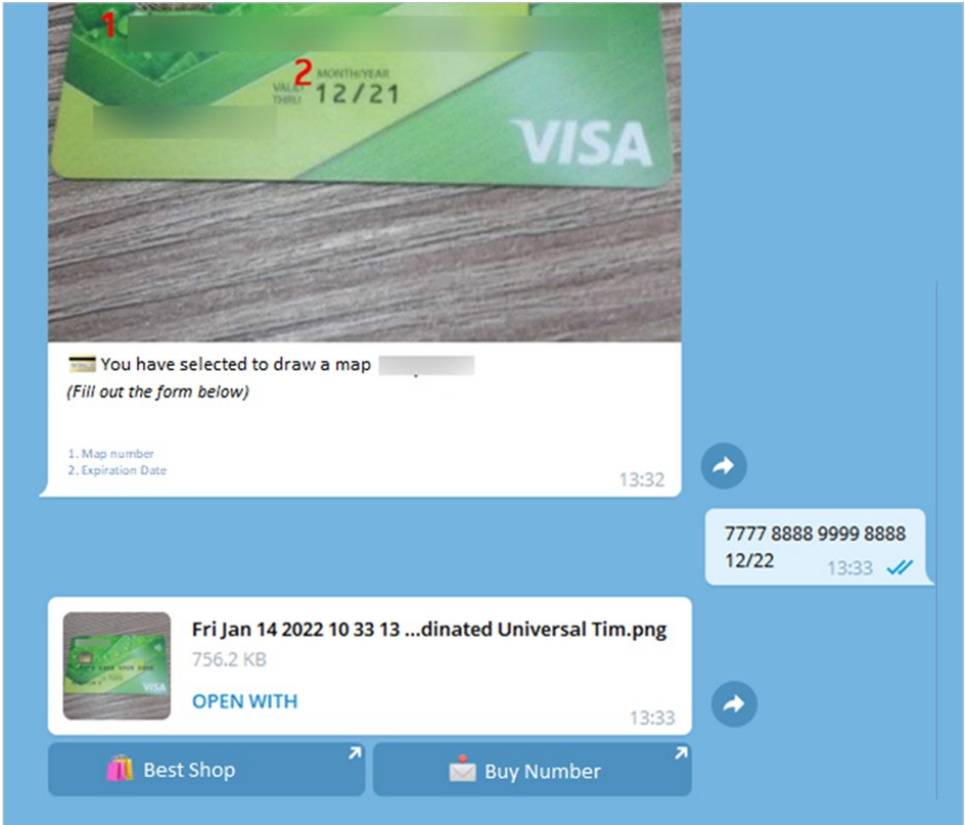 1
2
MONTH/YEAR
VALID
THRU
12/21
VISA
You have selected to draw a map
(Fill out the form below)
1. Map number
2. Expiration Date
13:32
7777 8888 9999 8888
12/22
13:33
Fri Jan 14 2022 10 33 13 ...dinated Universal Tim.png
756.2 KB
OPEN WITH
13:33
VISA
Best Shop
Buy Number